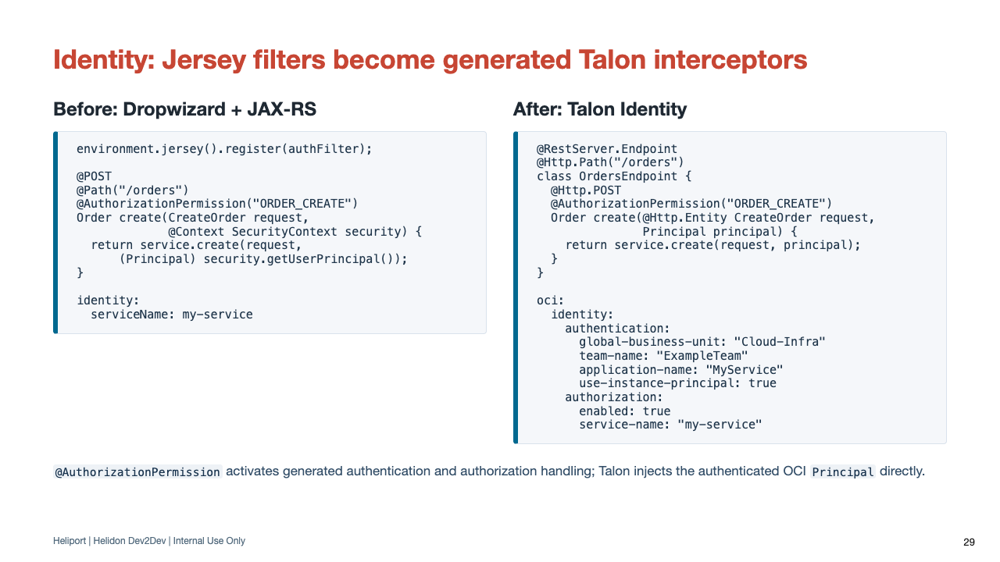 Identity: Jersey filters become generated Talon interceptors
Before: Dropwizard + JAX-RS
environment.jersey().register(authFilter);
@POST
@Path("/orders")
@AuthorizationPermission("ORDER_CREATE")
Order create(CreateOrder request,
             @Context SecurityContext security) {
  return service.create(request,
      (Principal) security.getUserPrincipal());
}
identity:
  serviceName: my-service
After: Talon Identity
@RestServer.Endpoint
@Http.Path("/orders")
class OrdersEndpoint {
  @Http.POST
  @AuthorizationPermission("ORDER_CREATE")
  Order create(@Http.Entity CreateOrder request,
               Principal principal) {
    return service.create(request, principal);
  }
}
oci:
  identity:
    authentication:
      global-business-unit: "Cloud-Infra"
      team-name: "ExampleTeam"
      application-name: "MyService"
      use-instance-principal: true
    authorization:
      enabled: true
      service-name: "my-service"
@AuthorizationPermission activates generated authentication and authorization handling; Talon injects the authenticated OCI Principal directly.
Heliport | Helidon Dev2Dev | Internal Use Only
29